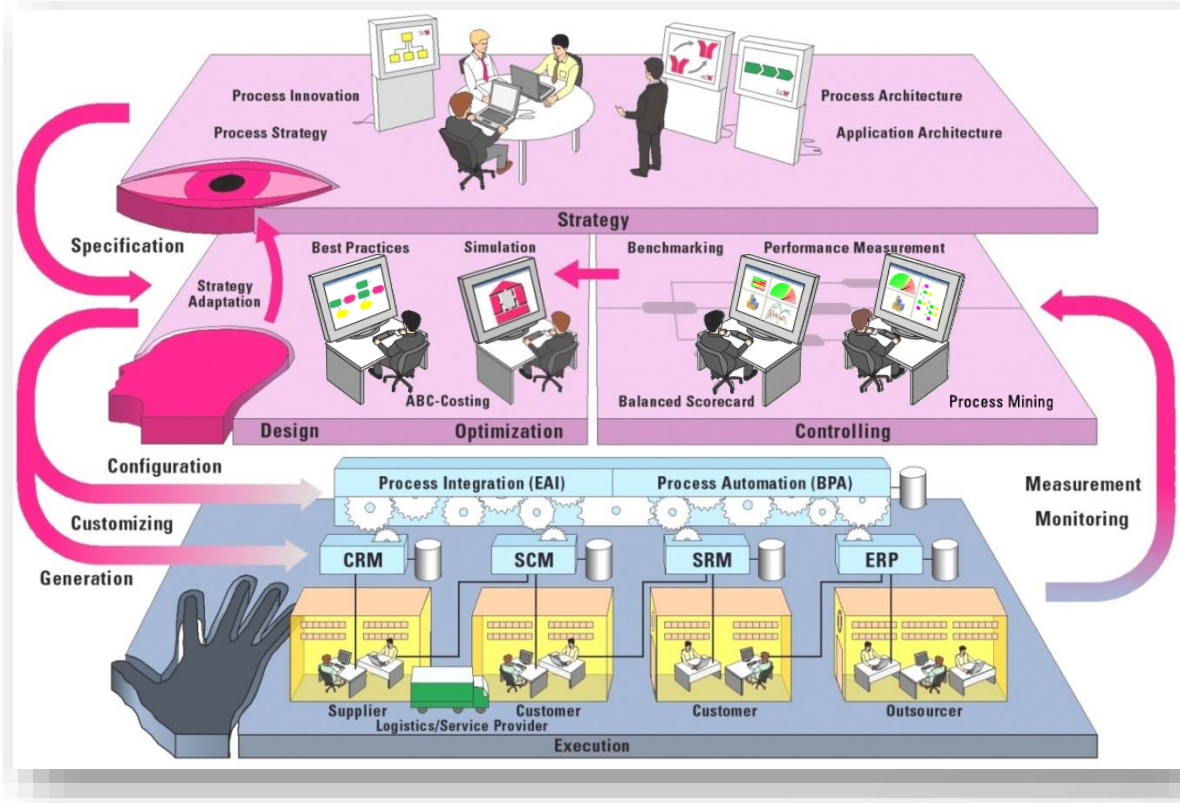 Process Innovation
Process Strategy
Process Architecture
Application Architecture
Strategy
Specification
Strategy
Adaptation
Best Practices
Simulation
Benchmarking
Performance Measurement
ABC-Costing
Balanced Scorecard
Process Mining
Design
Optimization
Controlling
Configuration
Customizing
Generation
Process Integration (EAI)
Process Automation (BPA)
Measurement
Monitoring
CRM
SCM
SRM
ERP
Supplier
Logistics/Service Provider
Customer
Customer
Outsourcer
Execution